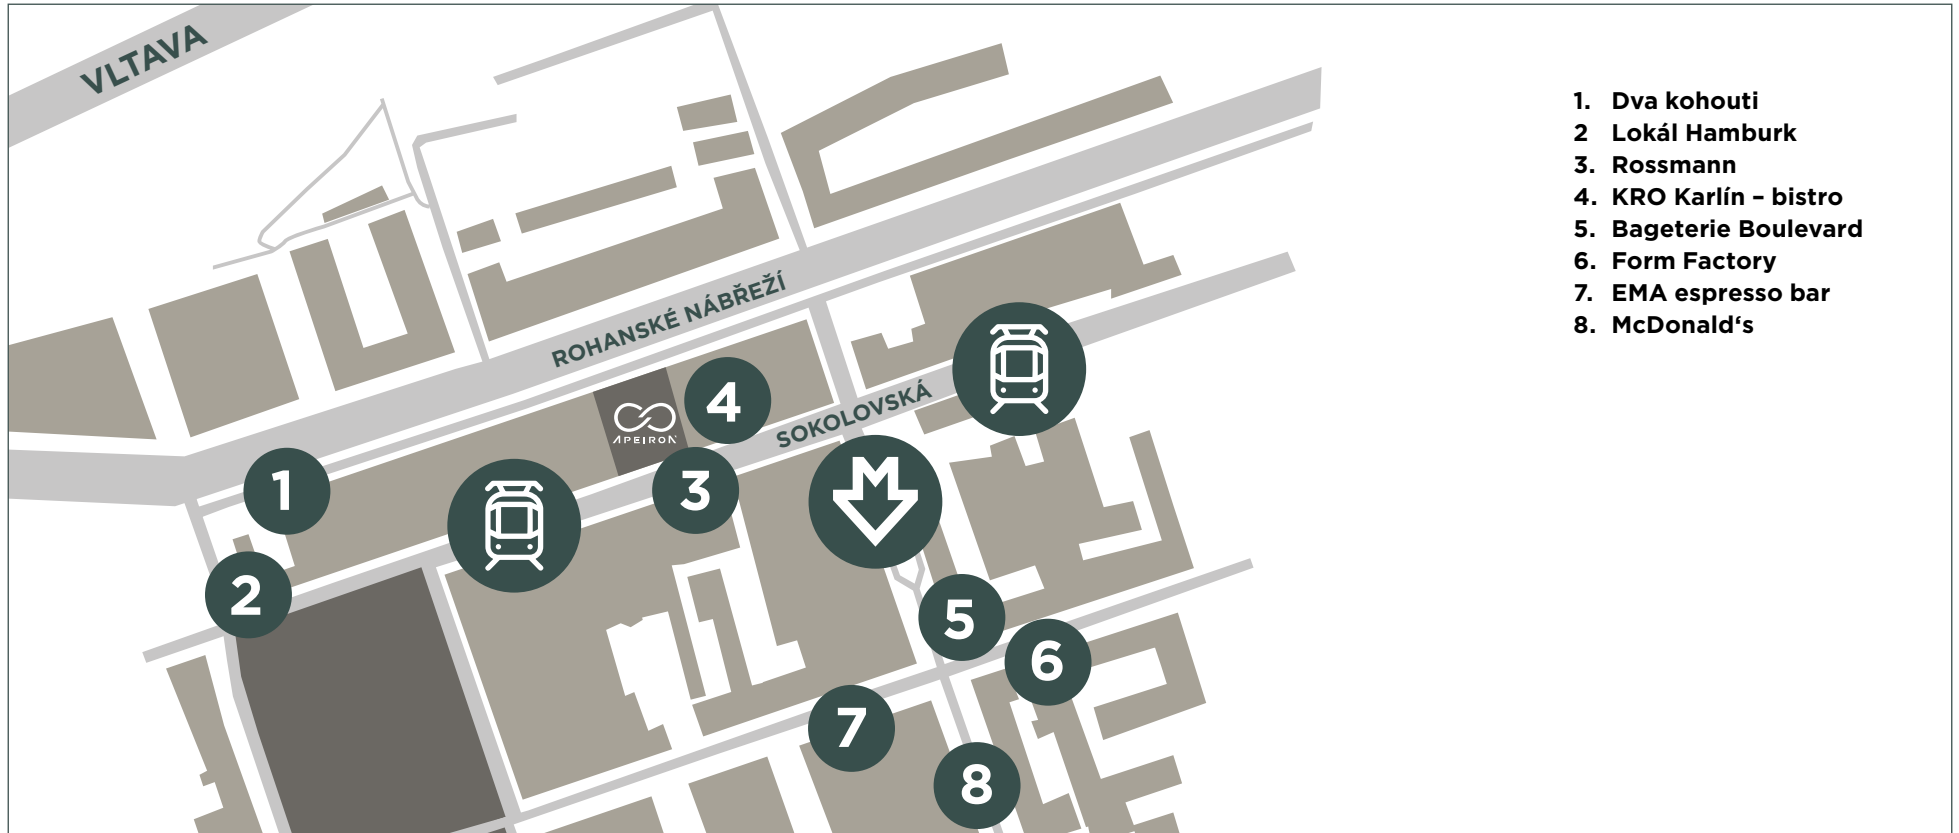 VLTAVA
ROHANSKÉ NÁBŘEŽÍ
SOKOLOVSKÁ
APEIRON
1
2
3
4
5
6
7
8
M
1. Dva kohouti
2 Lokál Hamburk
3. Rossmann
4. KRO Karlín – bistro
5. Bageterie Boulevard
6. Form Factory
7. EMA espresso bar
8. McDonald‘s